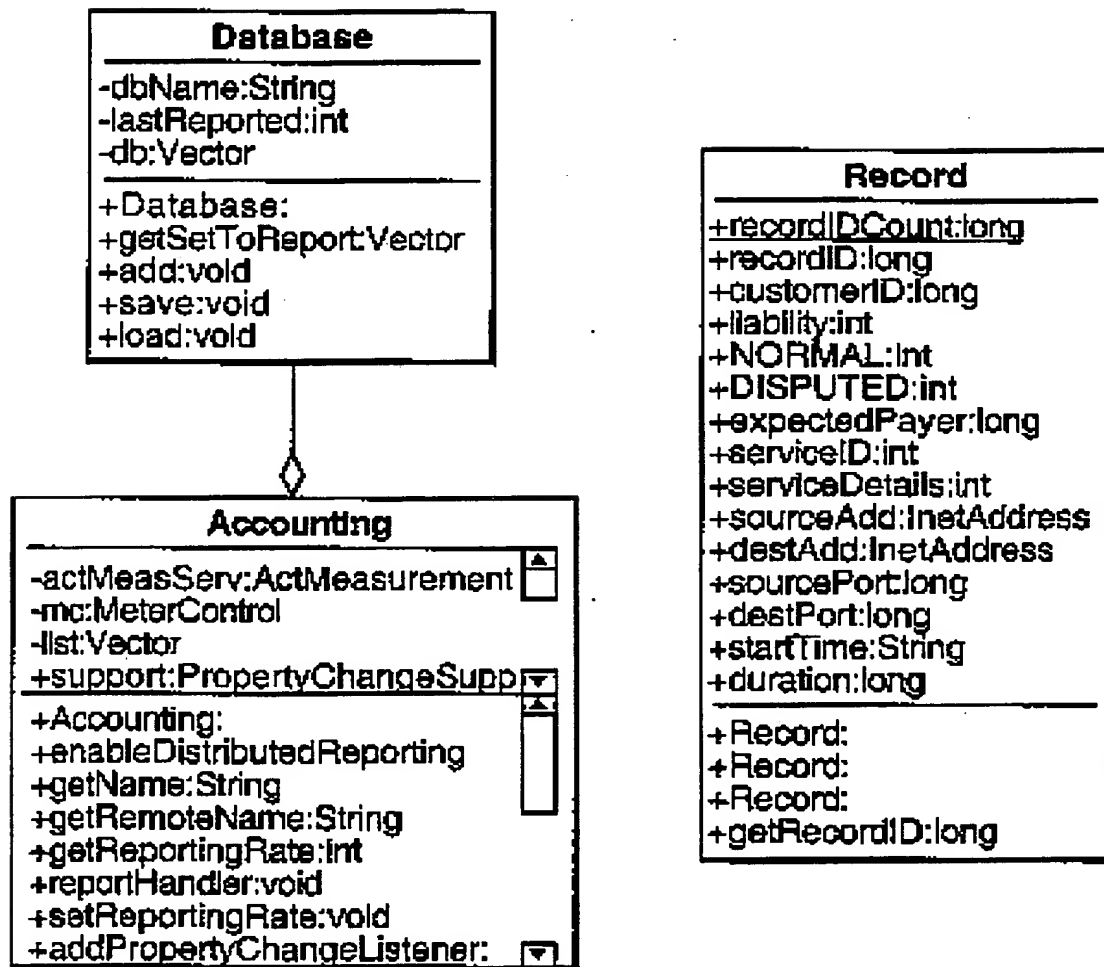 Database
-dbName:String
-lastReported:int
-db:Vector
+Database:
+getSetToReport:Vector
+add:void
+save:void
+load:void
Accounting
-actMeasServ:ActMeasurement
-mc:MeterControl
-list:Vector
+support:PropertyChangeSupp
+Accounting:
+enableDistributedReporting
+getName:String
+getRemoteName:String
+getReportingRate:int
+reportHandler:void
+setReportingRate:void
+addPropertyChangeListener:
Record
+recordIDCount:long
+recordID:long
+customerID:long
+liability:int
+NORMAL:int
+DISPUTED:int
+expectedPayer:long
+serviceID:int
+serviceDetails:int
+sourceAdd:InetAddress
+destAdd:InetAddress
+sourcePort:long
+destPort:long
+startTime:String
+duration:long
+Record:
+Record:
+Record:
+getRecordID:long